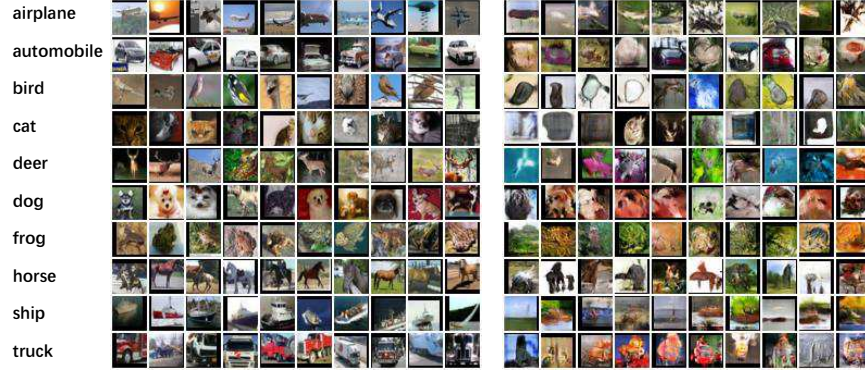 airplane
automobile
bird
cat
deer
dog
frog
horse
ship
truck